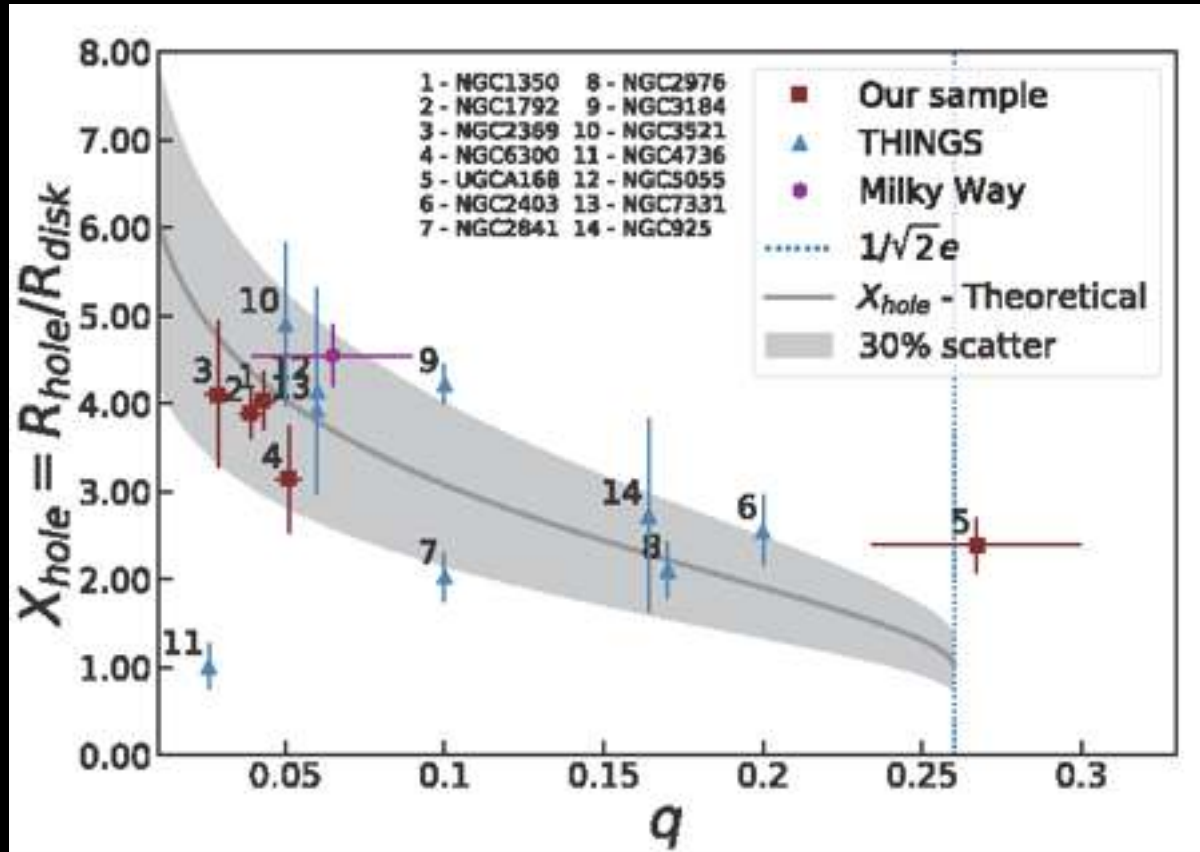 8.00
7.00
6.00
5.00
4.00
3.00
2.00
1.00
0.00
X_hole = R_hole/R_disk
1 - NGC1350 8 - NGC2976
2 - NGC1792 9 - NGC3184
3 - NGC2369 10 - NGC3521
4 - NGC6300 11 - NGC4736
5 - UGCA168 12 - NGC5055
6 - NGC2403 13 - NGC7331
7 - NGC2841 14 - NGC925
Our sample
THINGS
Milky Way
1/√2e
X_hole - Theoretical
30% scatter
10
3
2
1
12
13
9
4
14
6
5
7
8
11
0.05
0.1
0.15
0.2
0.25
0.3
q